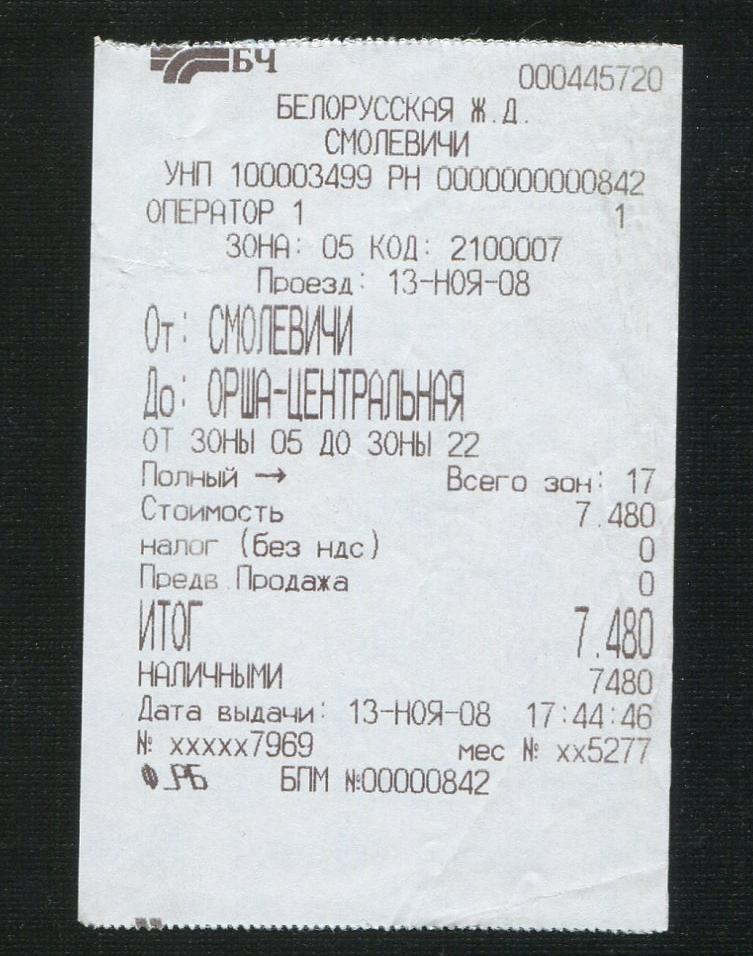 БЧ
000445720
БЕЛОРУССКАЯ Ж.Д.
СМОЛЕВИЧИ
УНП 100003499 РН 0000000000842
ОПЕРАТОР 1 1
ЗОНА: 05 КОД: 2100007
Проезд: 13-НОЯ-08
От: СМОЛЕВИЧИ
До: ОРША-ЦЕНТРАЛЬНАЯ
ОТ ЗОНЫ 05 ДО ЗОНЫ 22
Полный → Всего зон: 17
Стоимость 7.480
налог (без ндс) 0
Предв.Продажа 0
ИТОГ 7.480
НАЛИЧНЫМИ 7480
Дата выдачи: 13-НОЯ-08 17:44:46
№ xxxxx7969 мес № xx5277
РБ БПМ №00000842